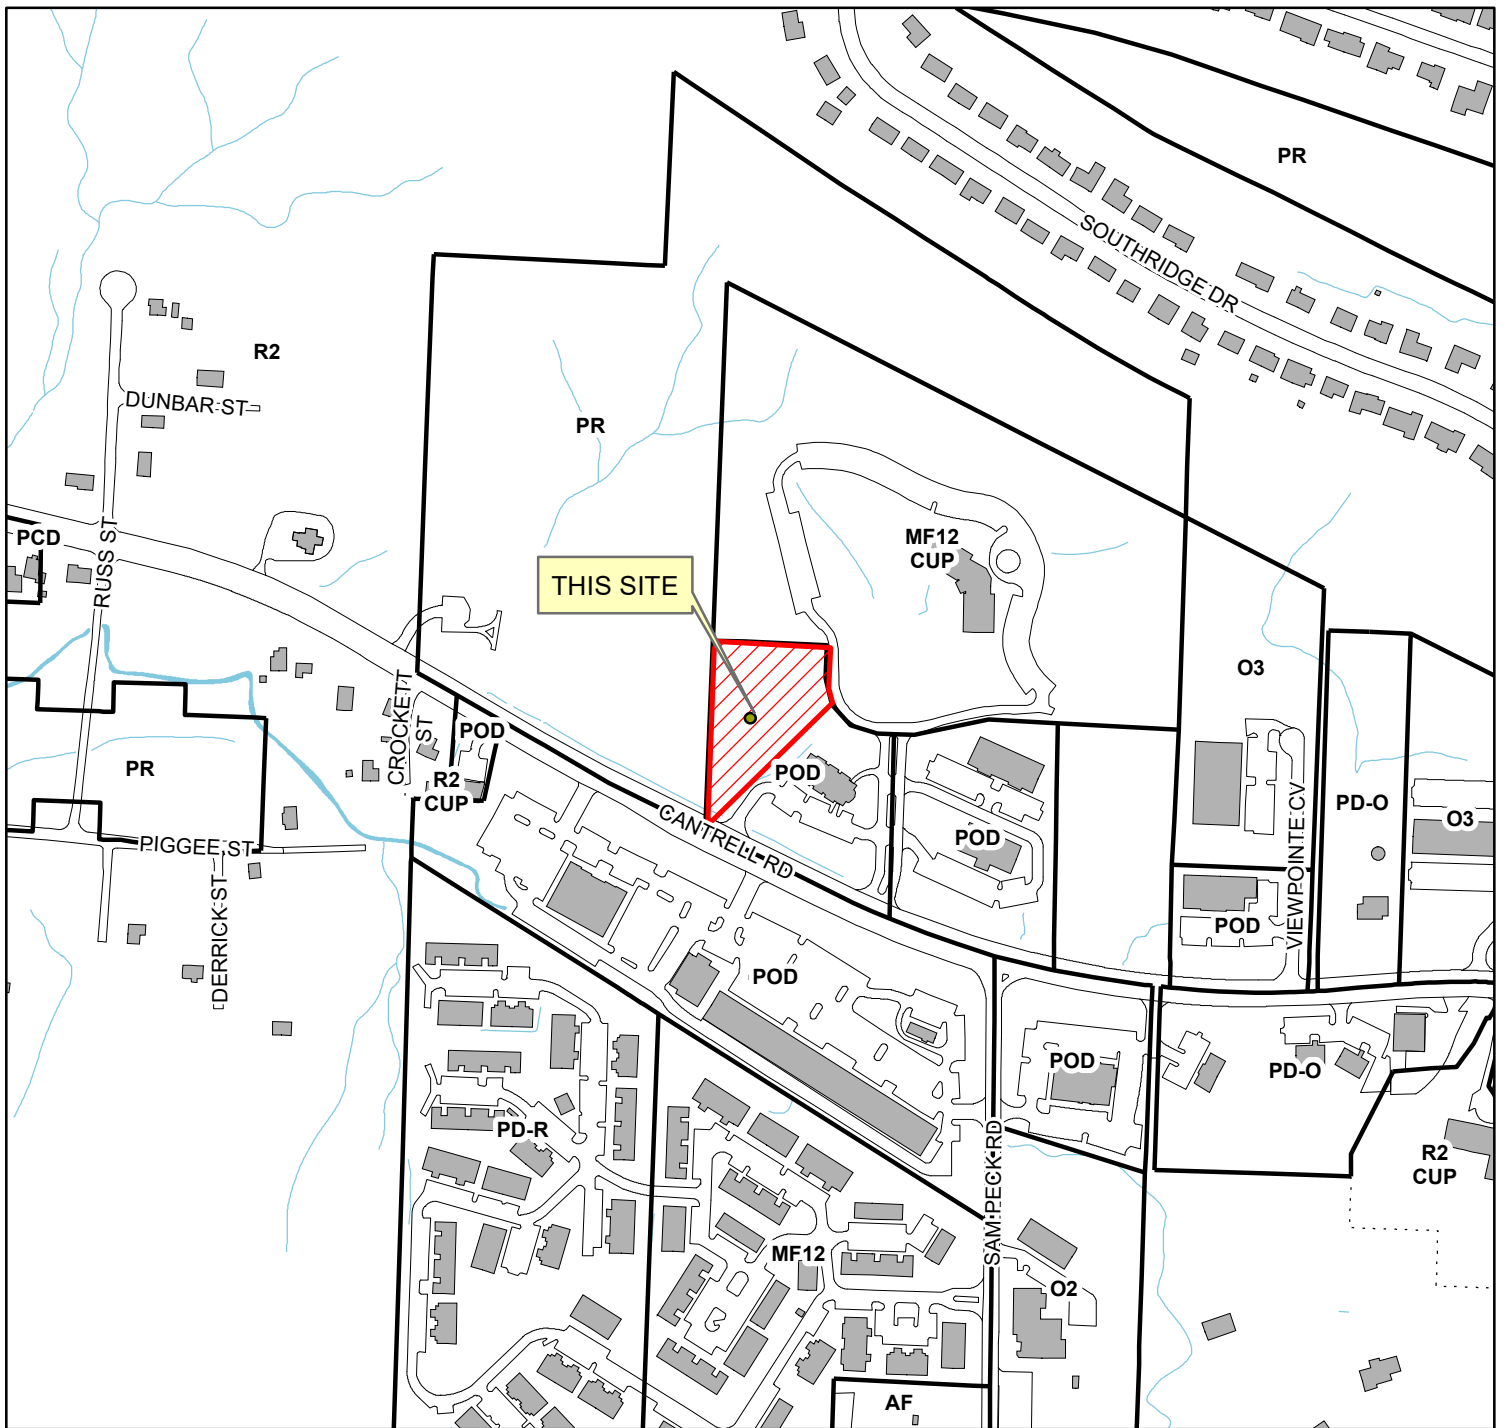 PR
SOUTHRIDGE DR
R2
DUNBAR ST
PR
PCD
RUSS ST
MF12
CUP
THIS SITE
O3
CROCKETT
ST
POD
R2
CUP
PR
POD
PD-O
O3
CANTRELL RD
POD
PIGGEE ST
DERRICK ST
VIEWPOINTE CV
POD
POD
POD
PD-O
PD-R
SAM PECK RD
R2
CUP
MF12
O2
AF